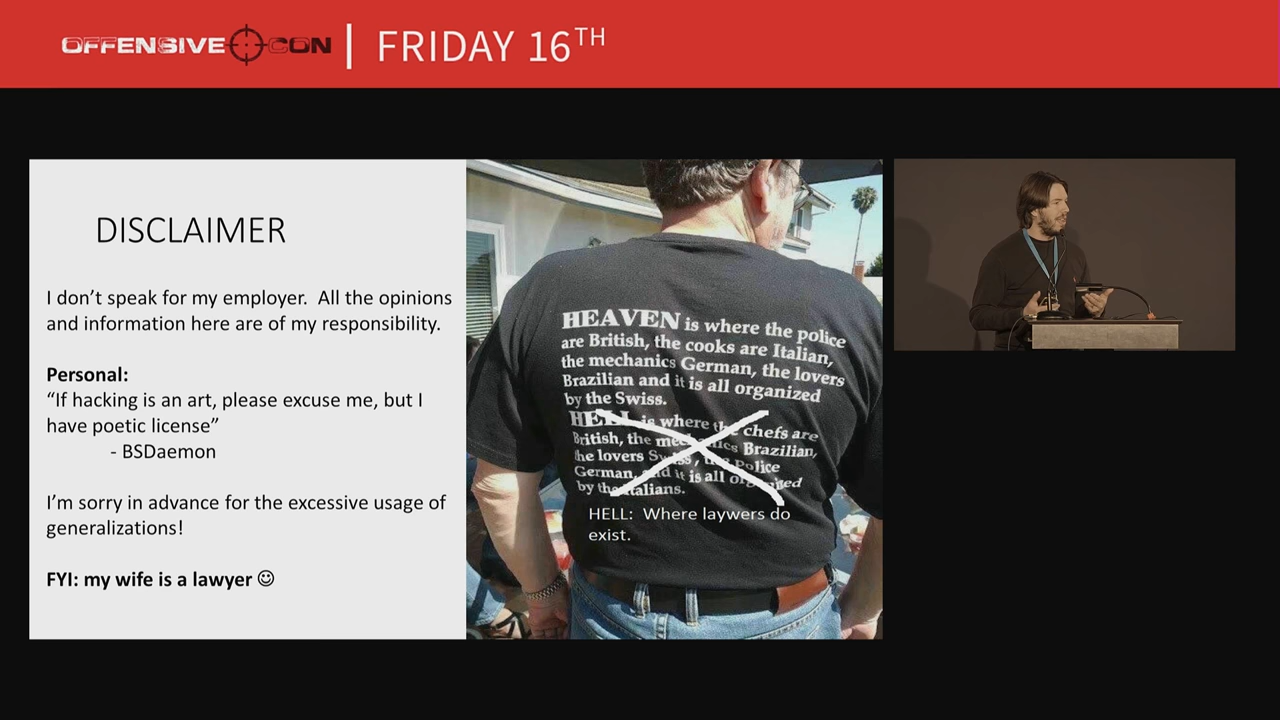 OFFENSIVE CON | FRIDAY 16TH
DISCLAIMER
I don't speak for my employer. All the opinions
and information here are of my responsibility.
Personal:
"If hacking is an art, please excuse me, but I
have poetic license"
- BSDaemon
I'm sorry in advance for the excessive usage of
generalizations!
FYI: my wife is a lawyer ☺
HEAVEN is where the police
are British, the cooks are Italian,
the mechanics German, the lovers
Brazilian and it is all organized
by the Swiss.
HELL is where the chefs are
British, the mechanics Brazilian,
the lovers Swiss, the Police
German, and it is all organized
by the Italians.
HELL: Where laywers do
exist.